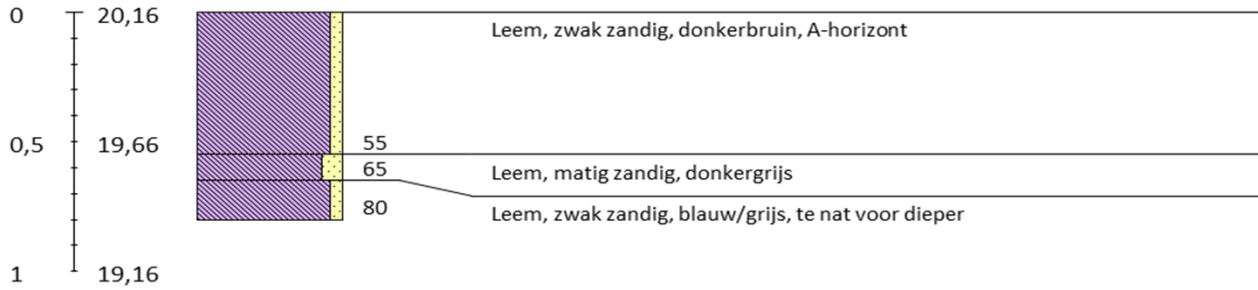 0 20,16
Leem, zwak zandig, donkerbruin, A-horizont
55
0,5 19,66
65
Leem, matig zandig, donkergrijs
80
Leem, zwak zandig, blauw/grijs, te nat voor dieper
1 19,16